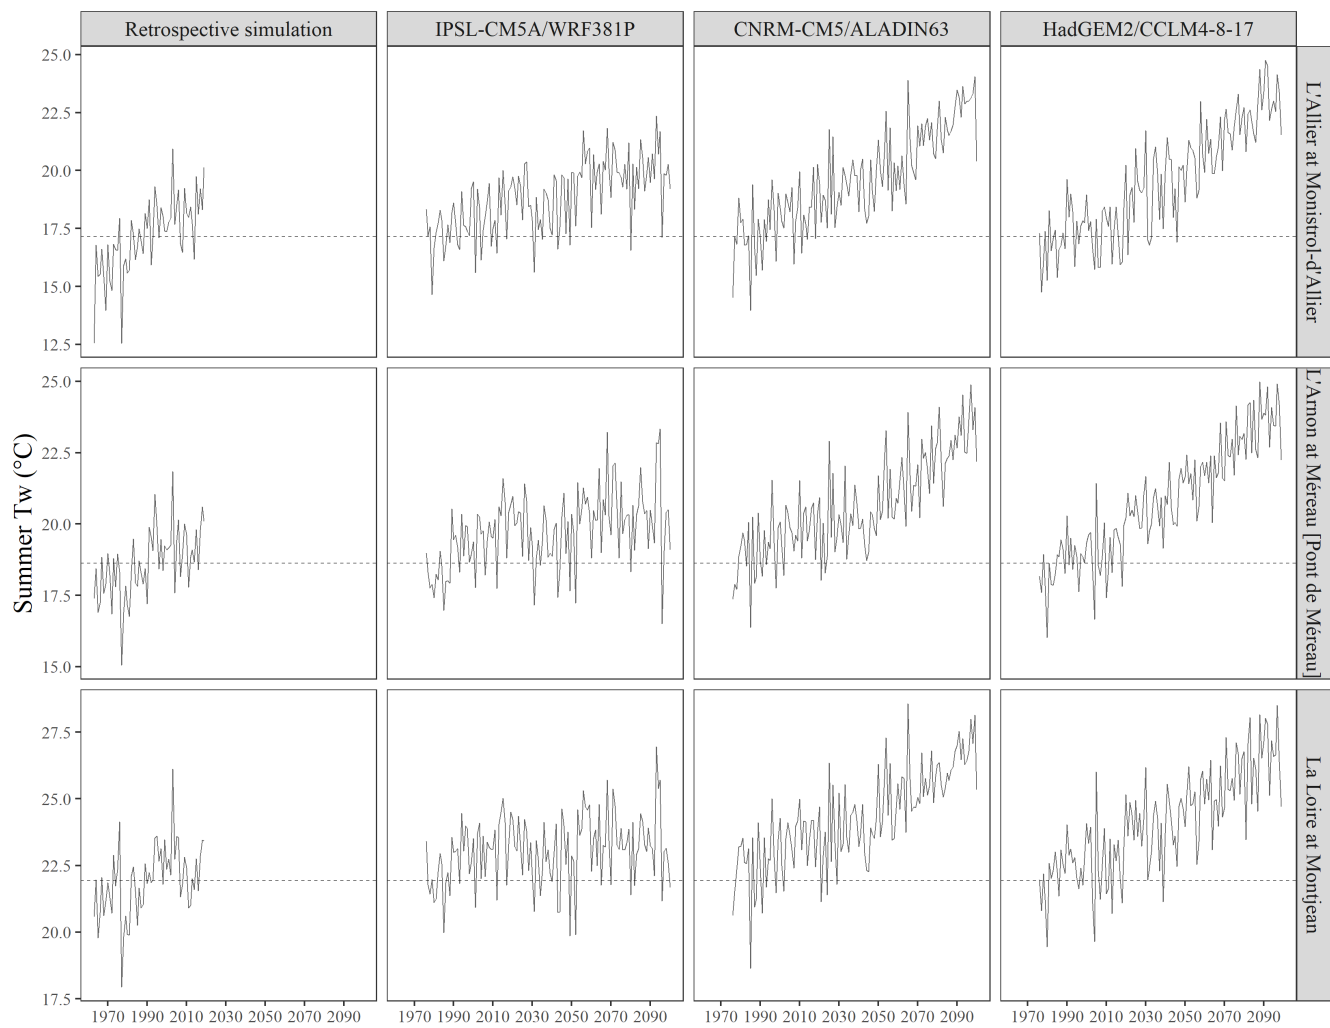 Retrospective simulation
IPSL-CM5A/WRF381P
CNRM-CM5/ALADIN63
HadGEM2/CCLM4-8-17
Summer Tw (°C)
25.0
22.5
20.0
17.5
15.0
12.5
L'Allier at Monistrol-d'Allier
25.0
22.5
20.0
17.5
15.0
L'Arnon at Méreau [Pont de Méreau]
27.5
25.0
22.5
20.0
17.5
La Loire at Montjean
1970 1990 2010 2030 2050 2070 2090
1970 1990 2010 2030 2050 2070 2090
1970 1990 2010 2030 2050 2070 2090
1970 1990 2010 2030 2050 2070 2090